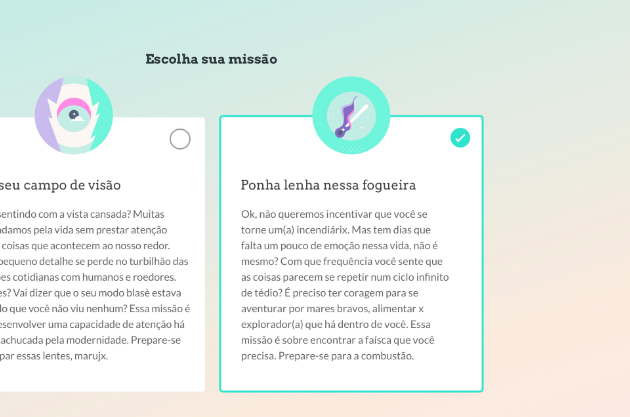 Escolha sua missão
seu campo de visão
sentindo com a vista cansada? Muitas
ndamos pela vida sem prestar atenção
coisas que acontecem ao nosso redor.
pequeno detalhe se perde no turbilhão das
es cotidianas com humanos e roedores.
es? Vai dizer que o seu modo blasè estava
do que você não viu nenhum? Essa missão é
esenvolver uma capacidade de atenção há
achucada pela modernidade. Prepare-se
par essas lentes, marujx.
Ponha lenha nessa fogueira
Ok, não queremos incentivar que você se
torne um(a) incendiárix. Mas tem dias que
falta um pouco de emoção nessa vida, não é
mesmo? Com que frequência você sente que
as coisas parecem se repetir num ciclo infinito
de tédio? É preciso ter coragem para se
aventurar por mares bravos, alimentar x
explorador(a) que há dentro de você. Essa
missão é sobre encontrar a faísca que você
precisa. Prepare-se para a combustão.